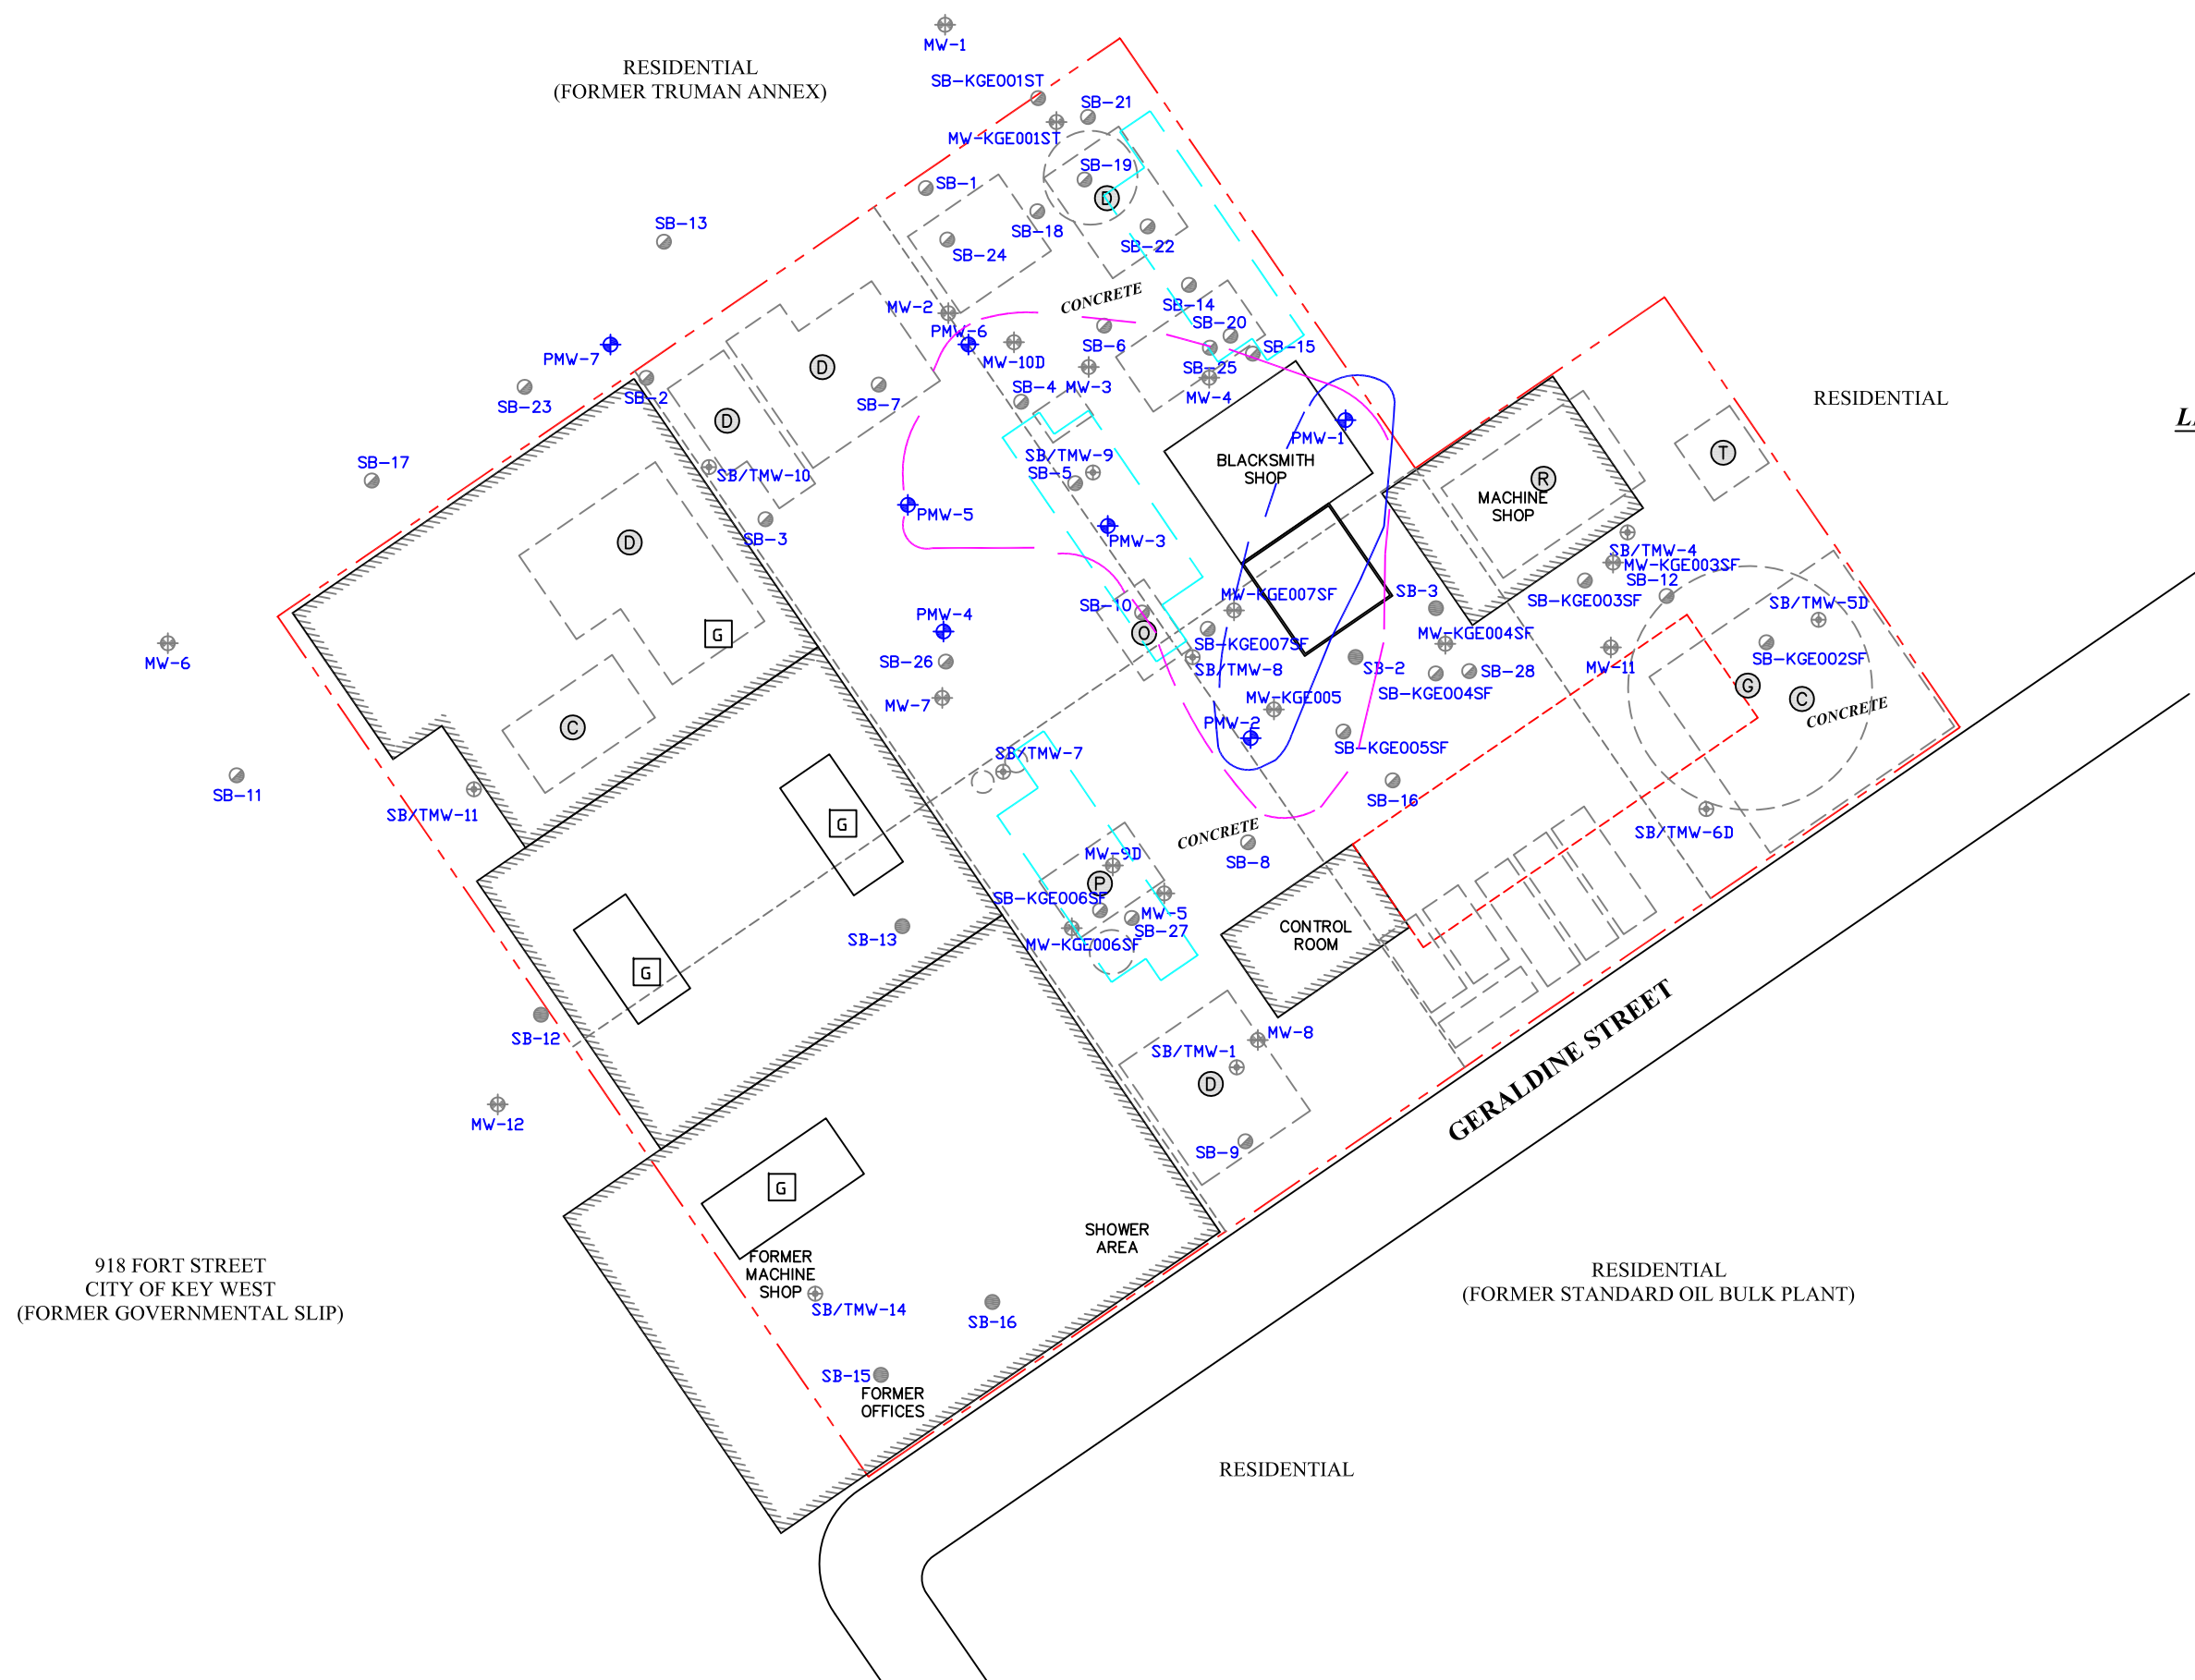 MW-1
RESIDENTIAL
(FORMER TRUMAN ANNEX)
SB-KGE001ST
SB-21
MW-KGE001ST
SB-19
D
SB-1
SB-13
SB-18
SB-22
SB-24
CONCRETE
SB-14
MW-2
PMW-6
SB-20
PMW-7
MW-10D
SB-6
SB-15
SB-25
D
SB-4
MW-3
SB-2
SB-7
MW-4
SB-23
RESIDENTIAL
D
PMW-1
SB-17
SB/TMW-9
SB-5
BLACKSMITH
SHOP
T
SB/TMW-10
R
MACHINE
SHOP
PMW-5
SB-3
PMW-3
D
SB/TMW-4
MW-KGE003SF
SB-12
SB-KGE003SF
MW-KGE007SF
SB-3
SB-10
PMW-4
SB/TMW-5D
G
O
SB-KGE007SF
MW-KGE004SF
MW-6
SB-26
SB/TMW-8
SB-2
SB-28
MW-11
SB-KGE002SF
SB-KGE004SF
G
C
MW-7
MW-KGE005
CONCRETE
C
PMW-2
SB-KGE005SF
SB/TMW-7
SB-11
SB/TMW-11
G
SB-16
CONCRETE
SB/TMW-6D
MW-9D
SB-8
P
SB-KGE006SF
MW-5
SB-27
SB-13
MW-KGE006SF
CONTROL
ROOM
G
SB-12
MW-8
SB/TMW-1
GERALDINE STREET
D
MW-12
SB-9
G
SHOWER
AREA
FORMER
MACHINE
SHOP
918 FORT STREET
CITY OF KEY WEST
(FORMER GOVERNMENTAL SLIP)
RESIDENTIAL
(FORMER STANDARD OIL BULK PLANT)
SB/TMW-14
SB-16
SB-15
FORMER
OFFICES
RESIDENTIAL